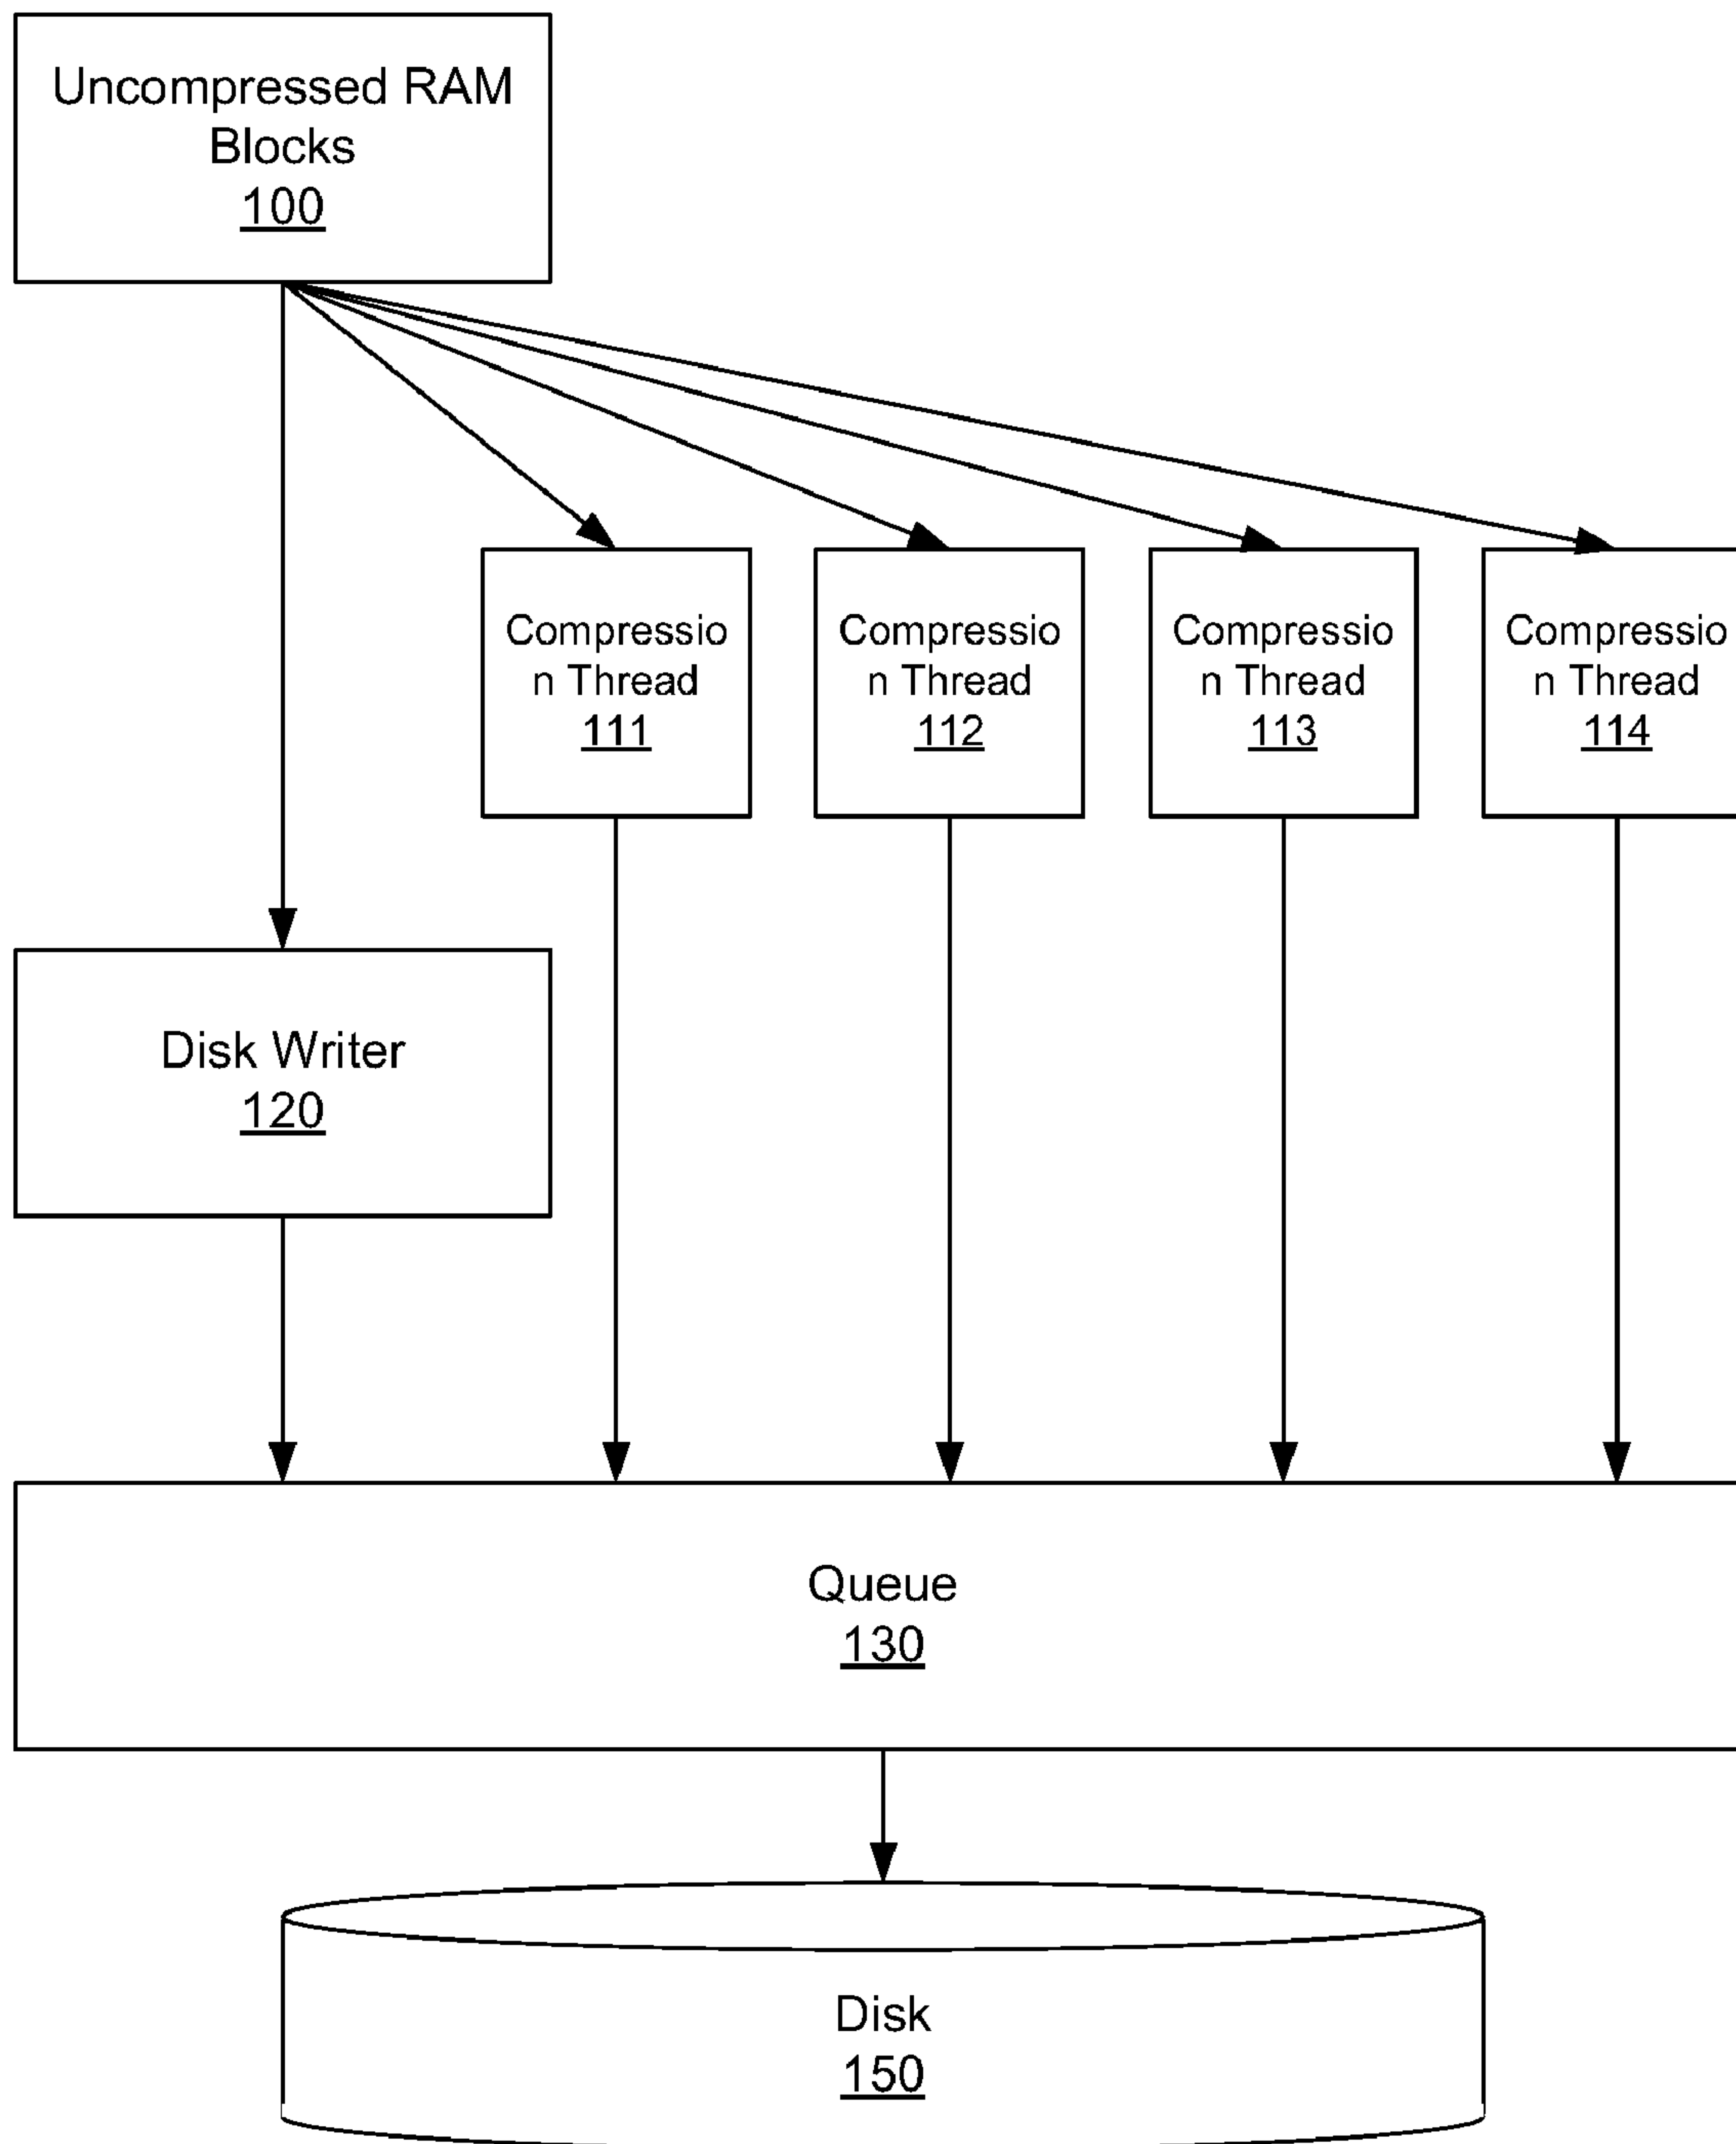 Uncompressed RAM
Blocks
100
Compressio
n Thread
111
Compressio
n Thread
112
Compressio
n Thread
113
Compressio
n Thread
114
Disk Writer
120
Queue
130
Disk
150